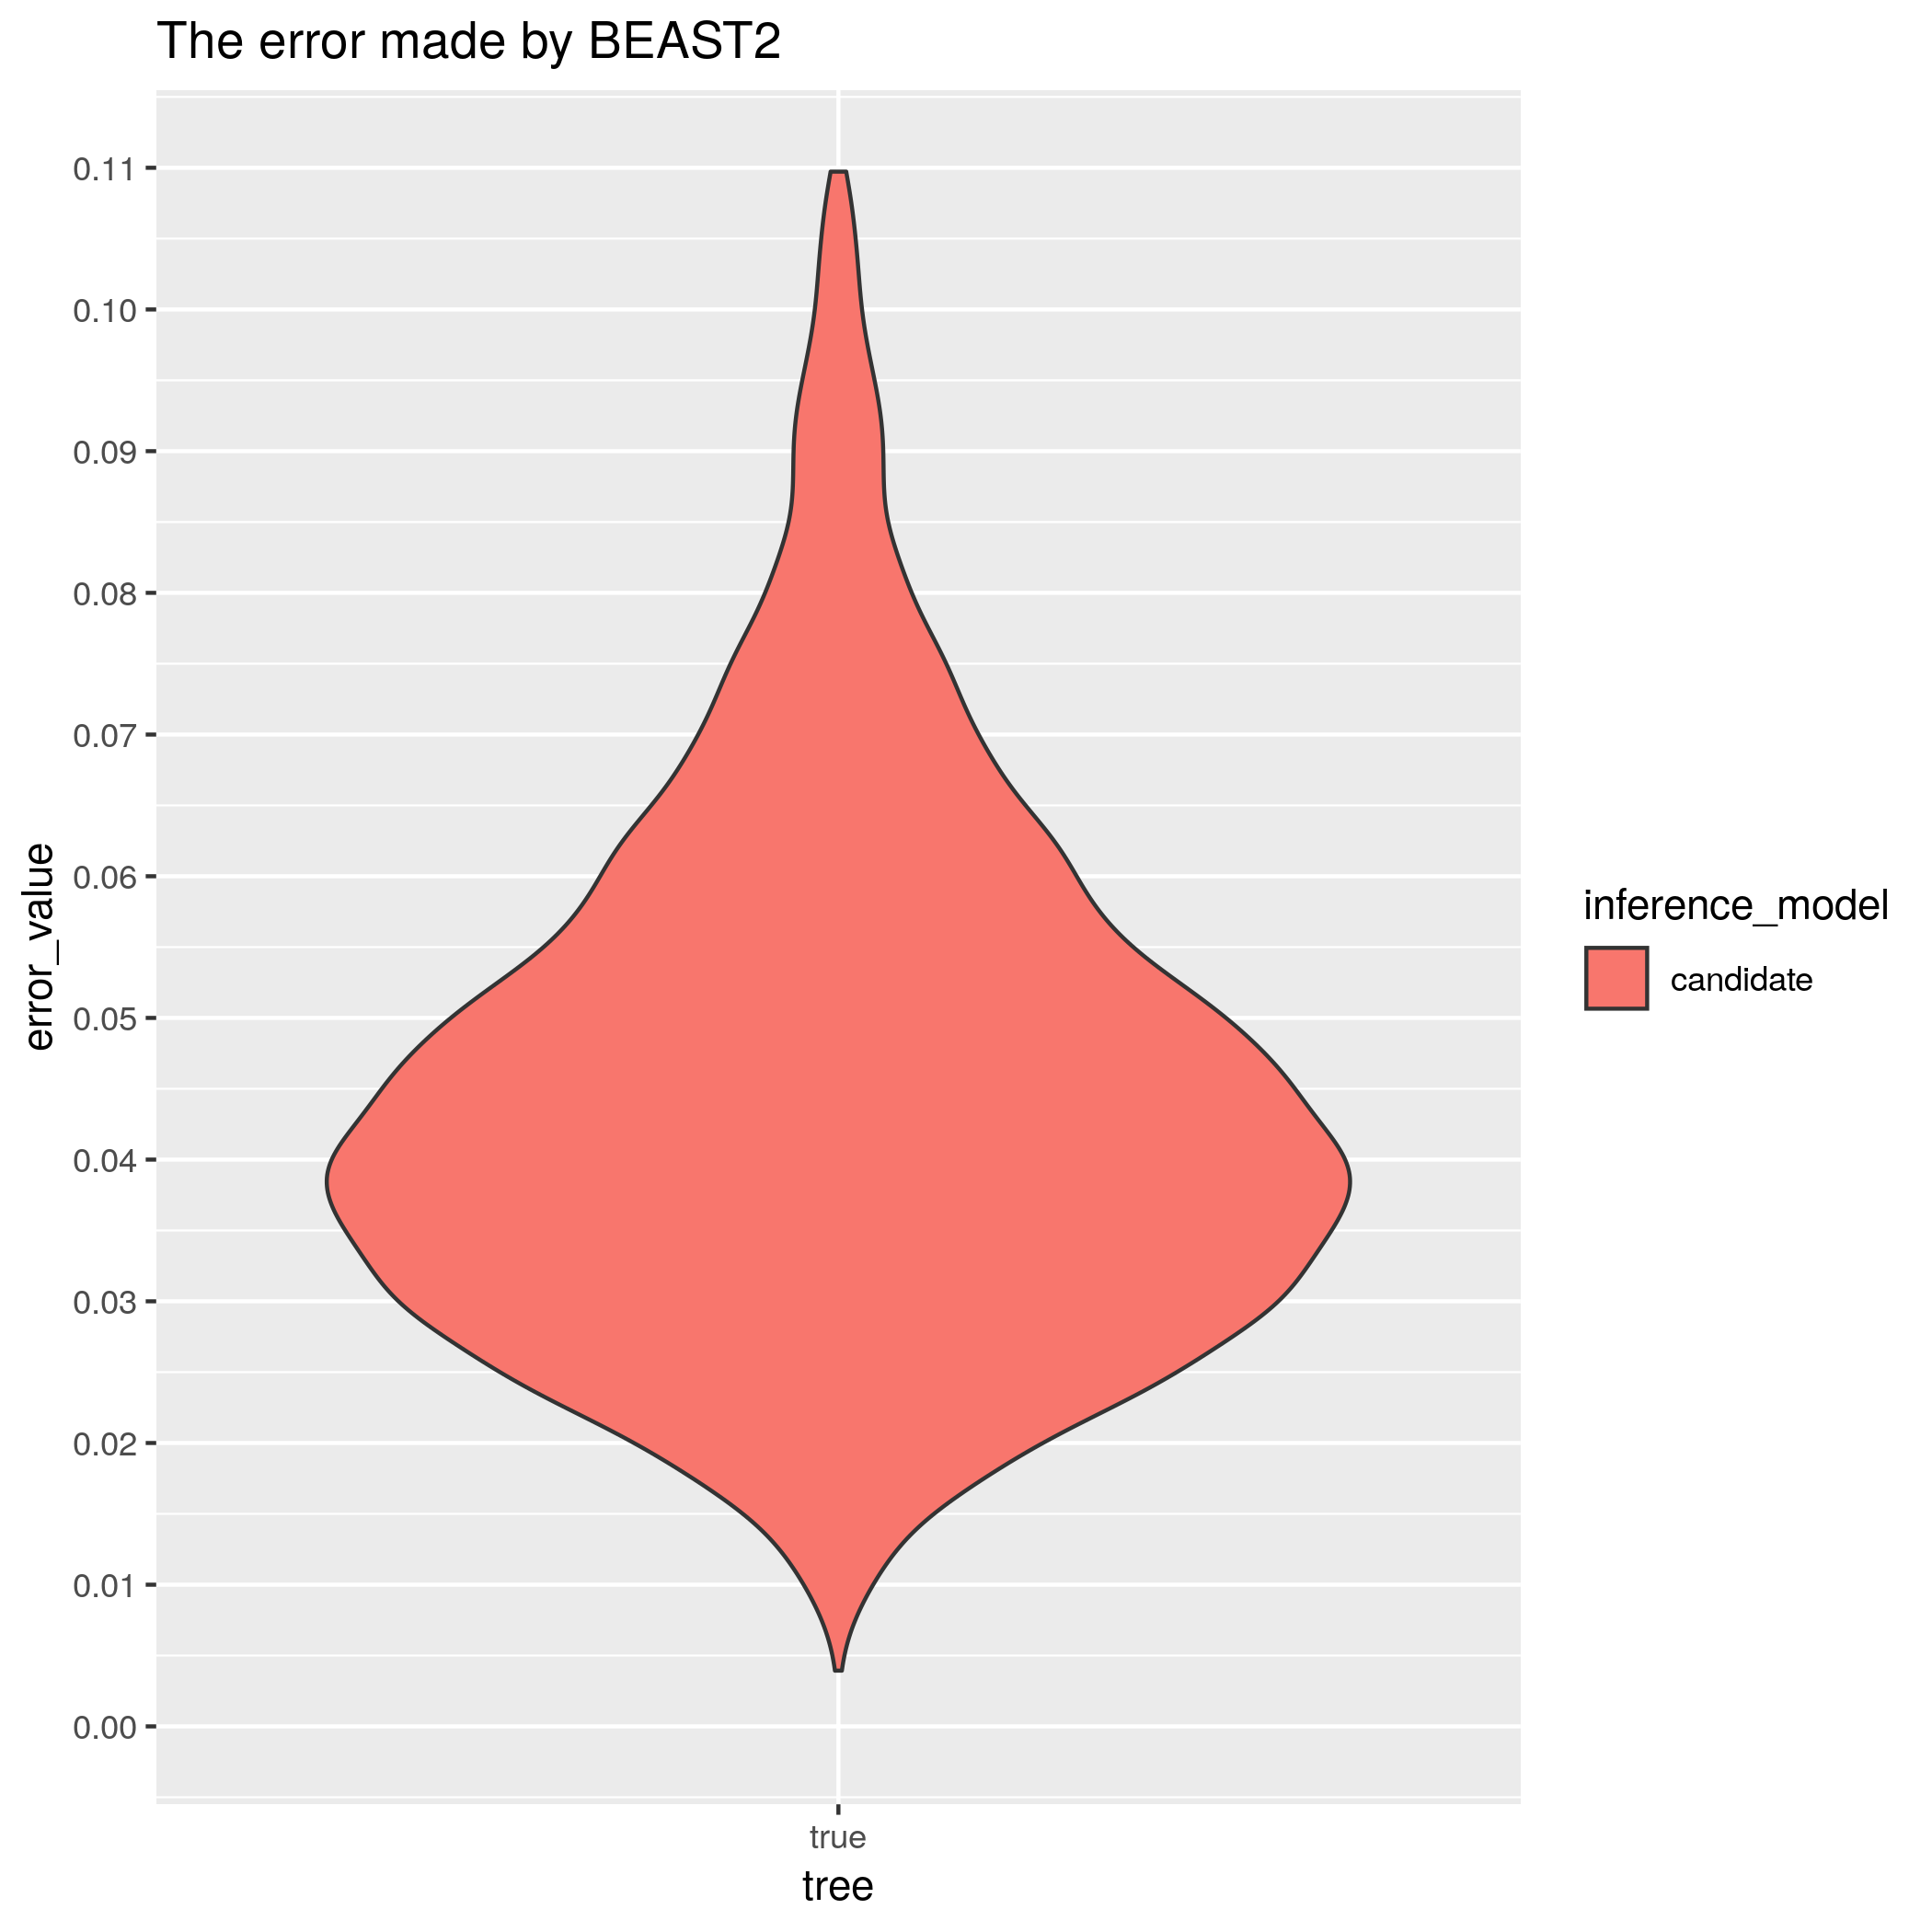 The error made by BEAST2
0.11
0.10
0.09
0.08
0.07
0.06
0.05
0.04
0.03
0.02
0.01
0.00
error_value
true
tree
inference_model
candidate